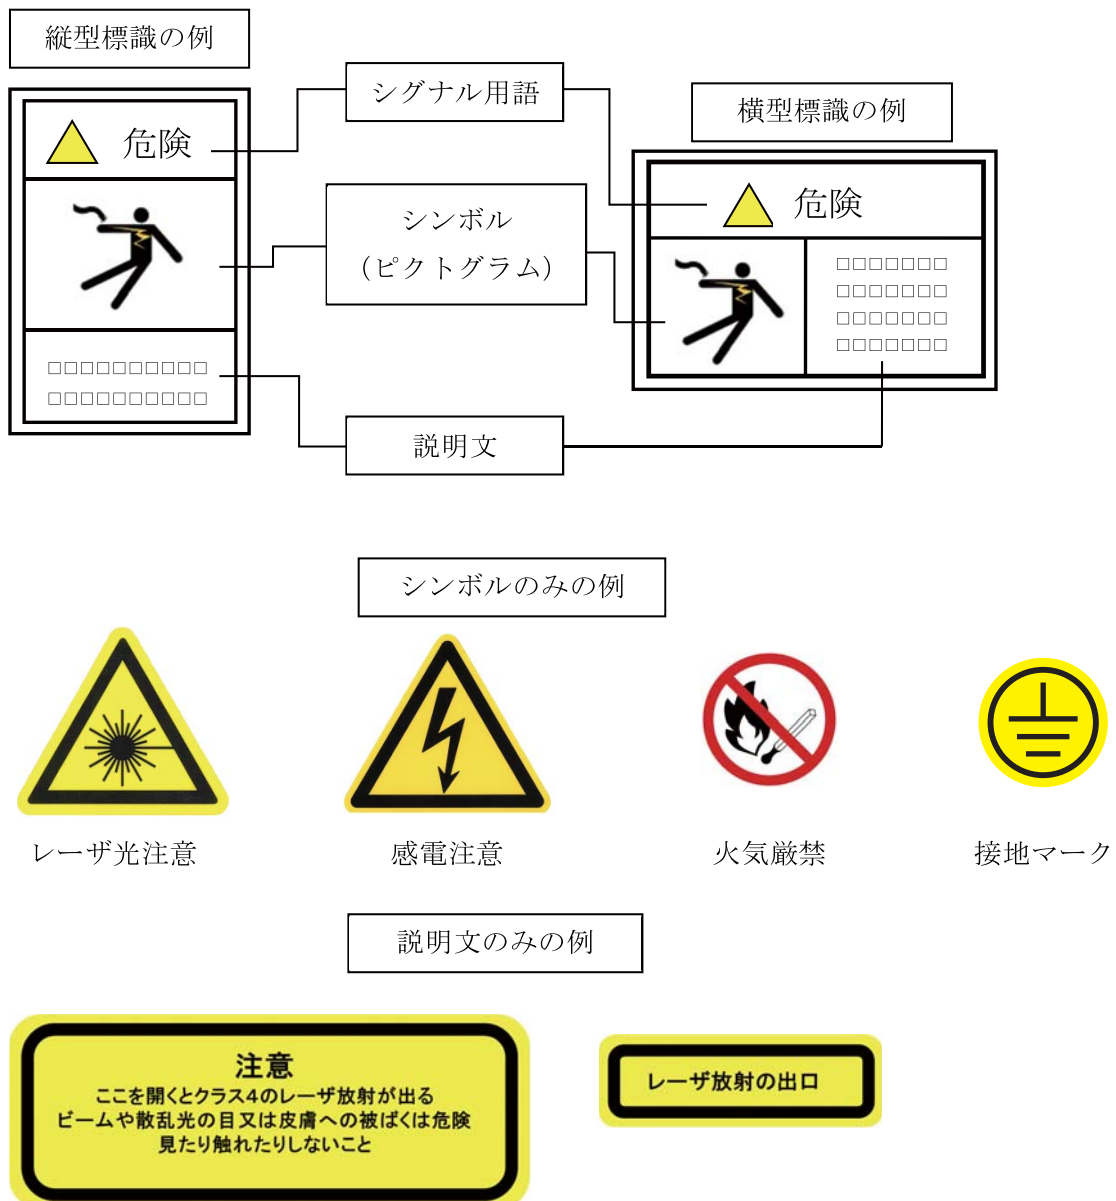 縦型標識の例
シグナル用語
横型標識の例
危険
危険
シンボル
（ピクトグラム）
□□□□□□□
□□□□□□□
□□□□□□□
□□□□□□□
□□□□□□□□□□
□□□□□□□□□□
説明文
シンボルのみの例
レーザ光注意
感電注意
火気厳禁
接地マーク
説明文のみの例
注意
ここを開くとクラス4のレーザ放射が出る
ビームや散乱光の目又は皮膚への被ばくは危険
見たり触れたりしないこと
レーザ放射の出口